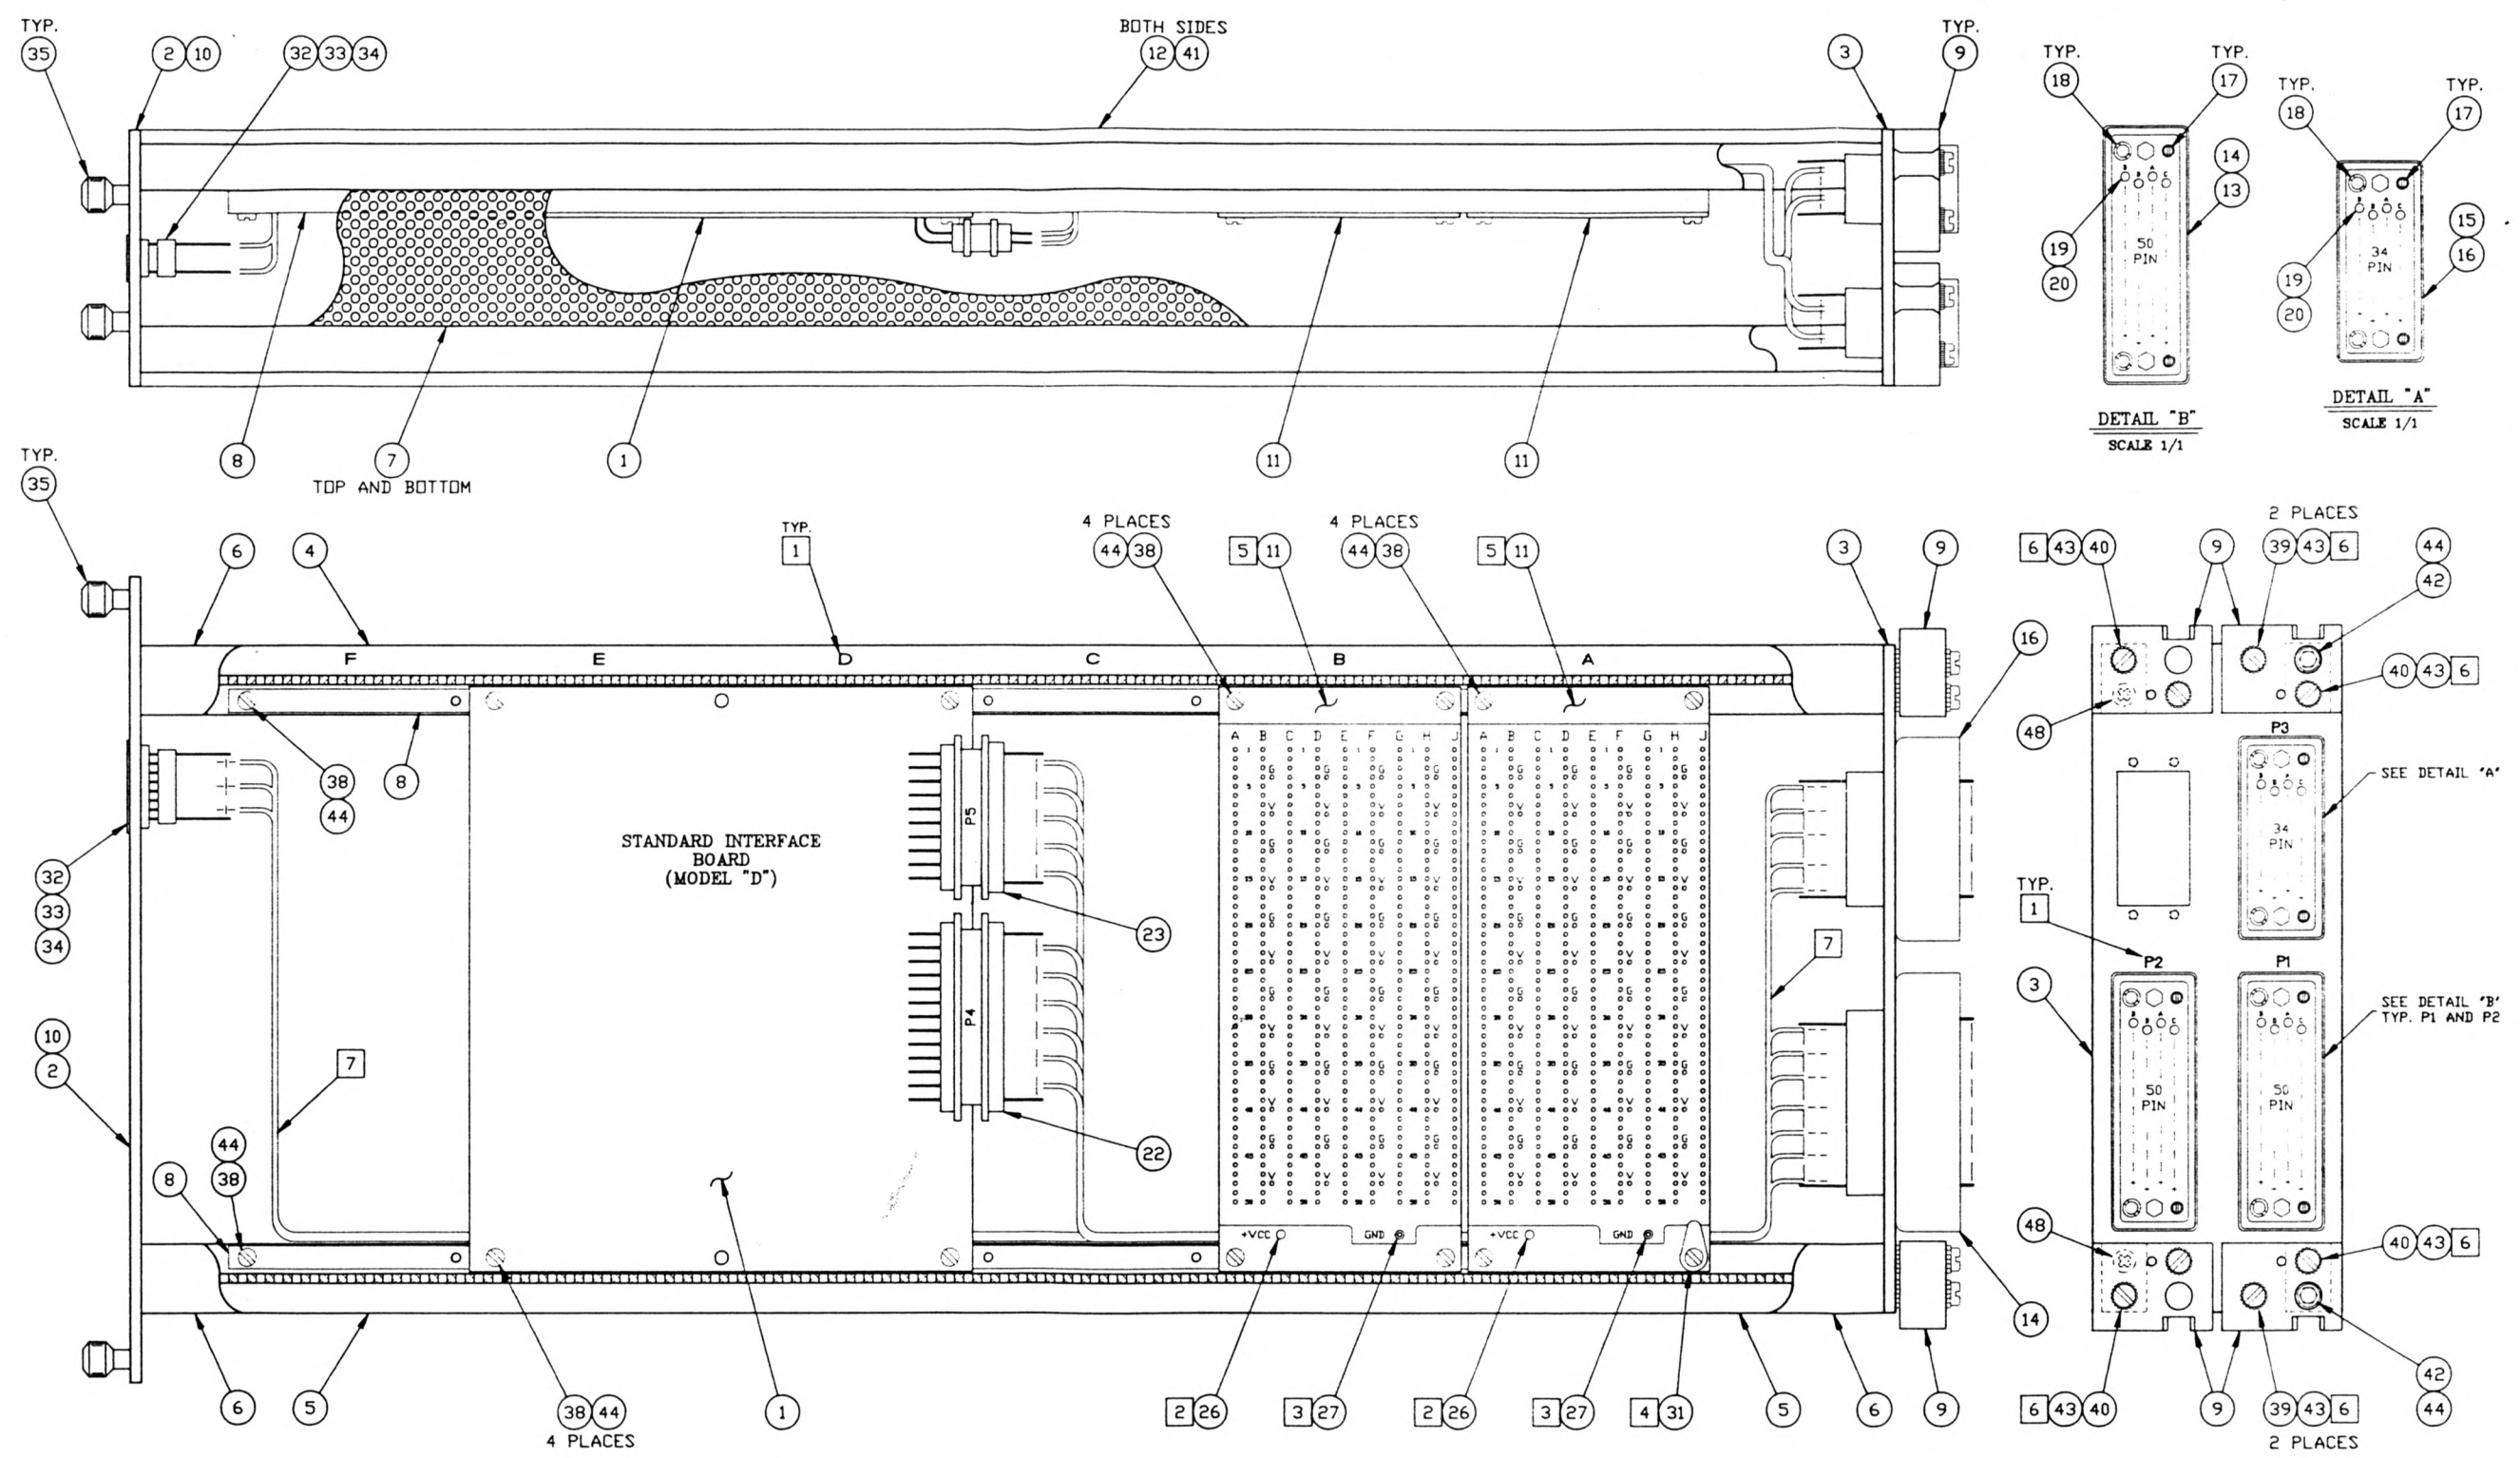 TYP.
35
2 10
32 33 34
BOTH SIDES
12 41
3
TYP.
9
TYP.
18
TYP.
17
14
13
19
20
B A
B C
50
PIN
DETAIL "B"
SCALE 1/1
TYP.
18
TYP.
17
15
16
19
20
B A
B C
34
PIN
DETAIL "A"
SCALE 1/1
8
7
TOP AND BOTTOM
1
11
11
TYP.
35
6
4
TYP.
1
4 PLACES
44 38
5 11
4 PLACES
44 38
5 11
3
9
F E D C B A
16
38
44
8
A B C D E F G H J
A B C D E F G H J
STANDARD INTERFACE
BOARD
(MODEL "D")
P5
P4
23
22
32
33
34
10
2
7
7
44
38
8
+VCC GND
+VCC GND
14
6
5
38 44
4 PLACES
1
2 26
3 27
2 26
3 27
4 31
5
6
9
2 PLACES
6 43 40
9
39 43 6
44
42
40 43 6
48
P3
B A
B C
34
PIN
SEE DETAIL "A"
TYP.
1
P2
P1
3
SEE DETAIL "B"
TYP. P1 AND P2
B A
B C
50
PIN
B A
B C
50
PIN
48
40 43 6
42
44
6 43 40
9
39 43 6
2 PLACES